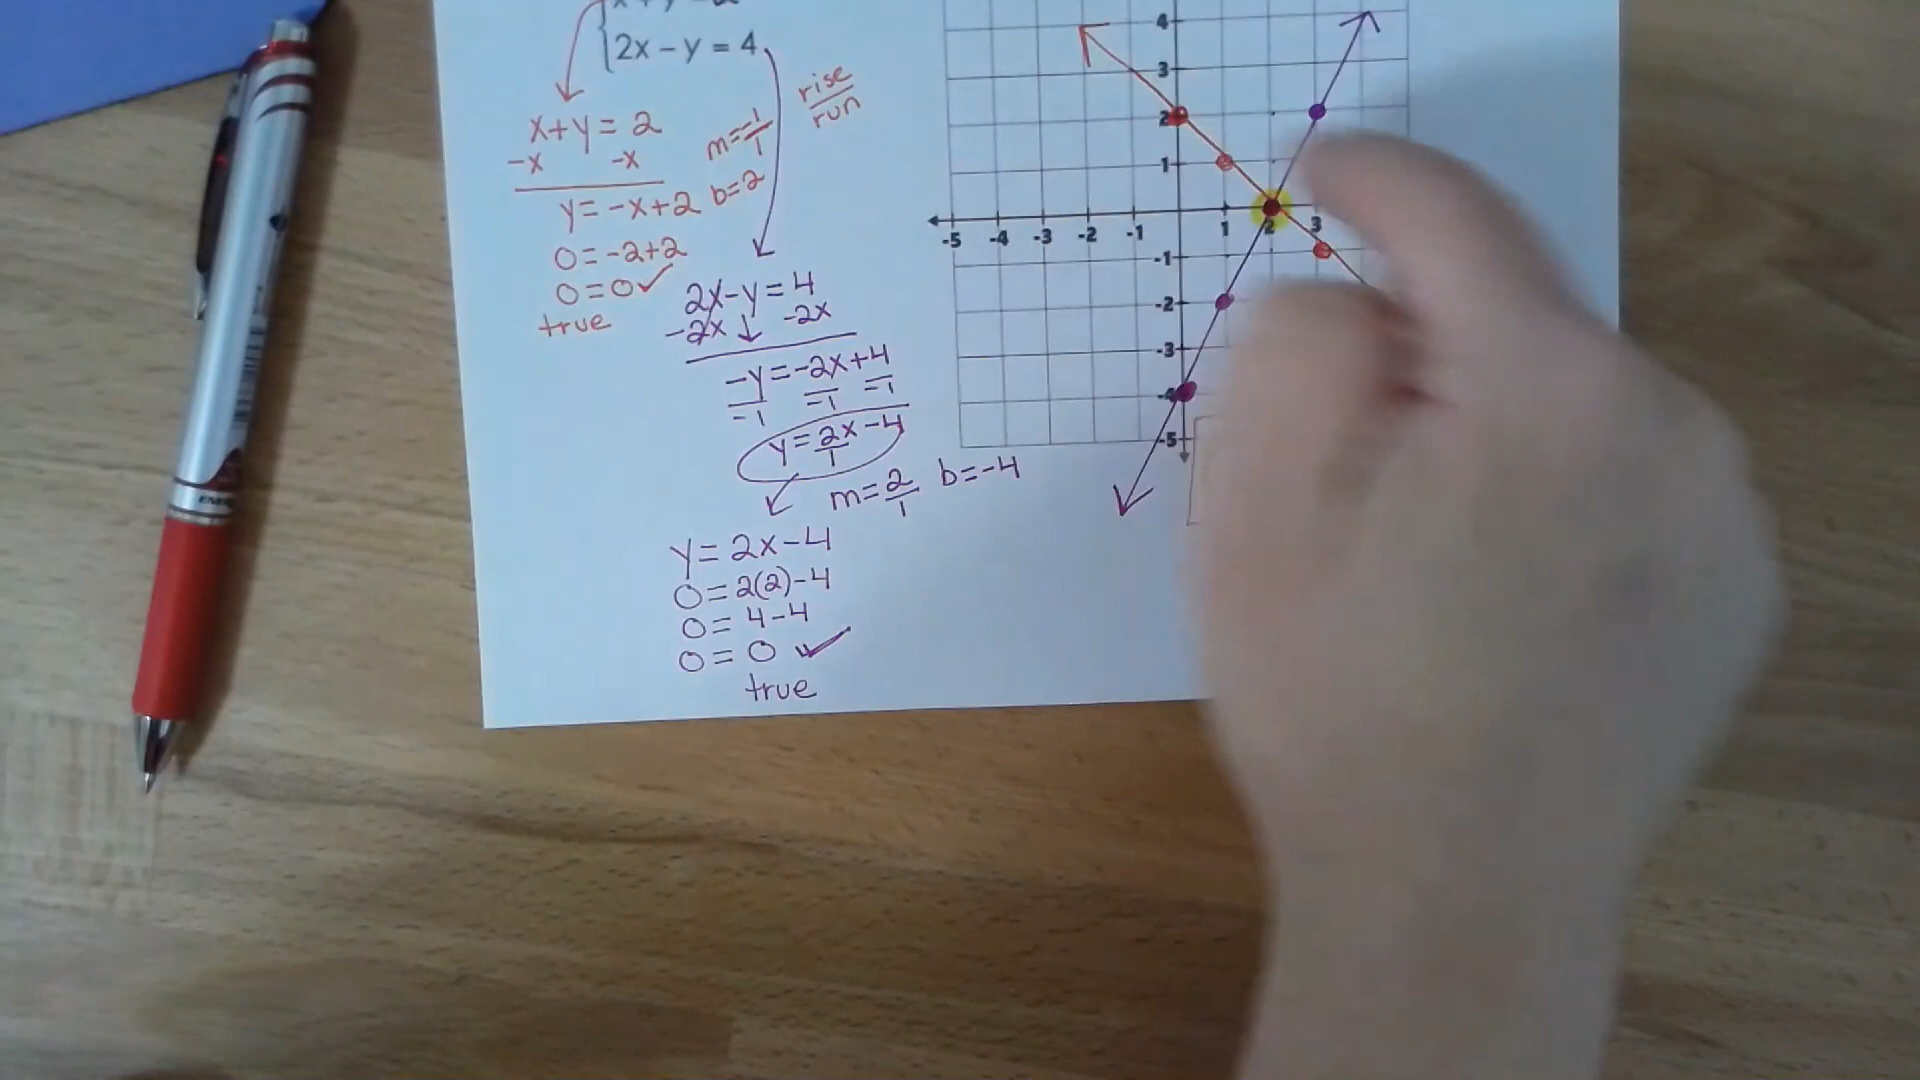 2x – y = 4
rise
run
x+y=2
-x -x
y=-x+2
0=-2+2
0=0✓
true
m=-1/1
b=2
2x-y=4
-2x ↓ -2x
-y=-2x+4
-1 -1 -1
y=2x-4
1
m=2/1 b=-4
y=2x-4
0=2(2)-4
0=4-4
0=0 ✓
true
4
3
2
1
-5 -4 -3 -2 -1 1 2 3
-1
-2
-3
-4
-5